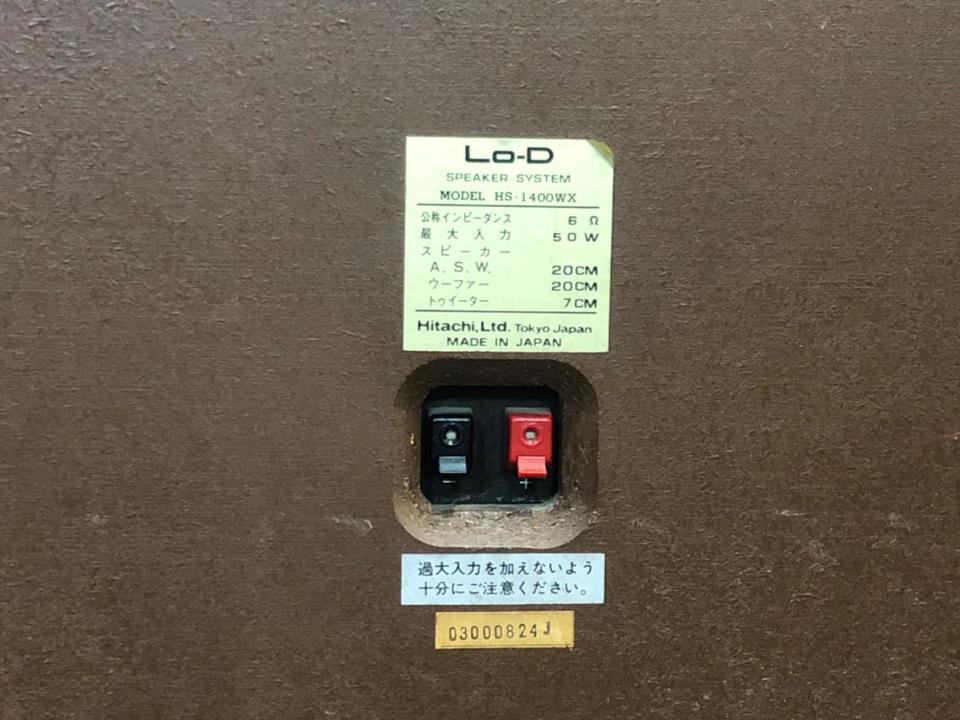 Lo-D
SPEAKER SYSTEM
MODEL HS-1400WX
公称インピーダンス 6 Ω
最大入力 50W
スピーカー
A.S.W. 20CM
ウーファー 20CM
トゥイーター 7CM
Hitachi,Ltd. Tokyo Japan
MADE IN JAPAN
− +
過大入力を加えないよう
十分にご注意ください。
03000824J